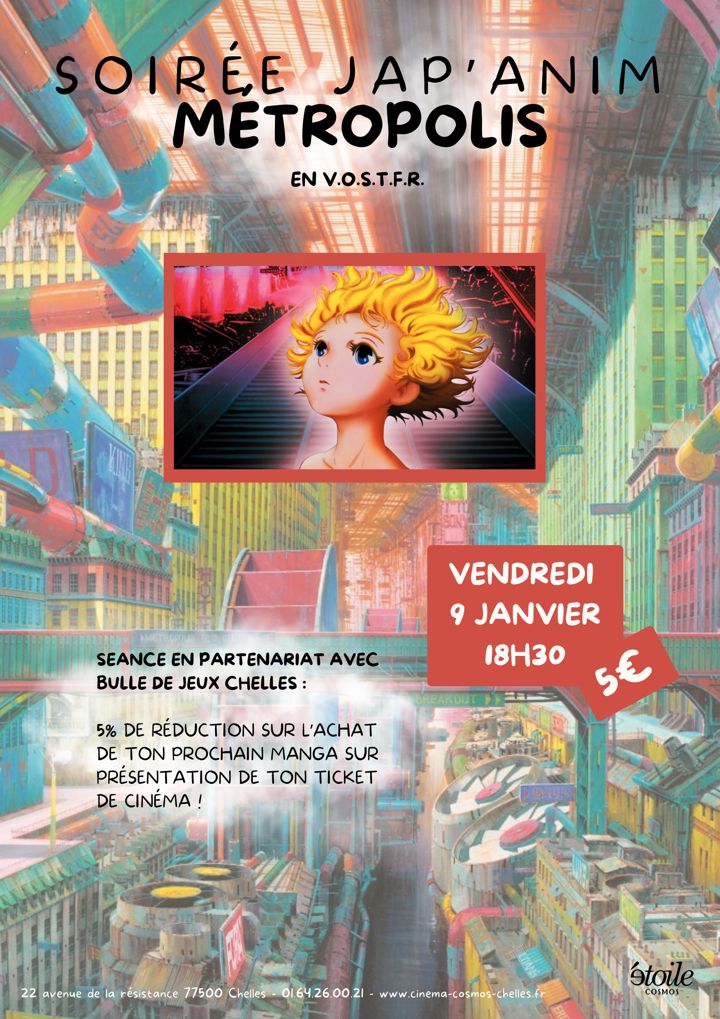 SOIRÉE JAP'ANIM
MÉTROPOLIS
EN V.O.S.T.F.R.
VENDREDI
9 JANVIER
18H30
5€
SEANCE EN PARTENARIAT AVEC
BULLE DE JEUX CHELLES :
5% DE RÉDUCTION SUR L'ACHAT
DE TON PROCHAIN MANGA SUR
PRÉSENTATION DE TON TICKET
DE CINÉMA !
étoile
COSMOS
22 avenue de la résistance 77500 Chelles - 01.64.26.00.21 - www.cinema-cosmos-chelles.fr